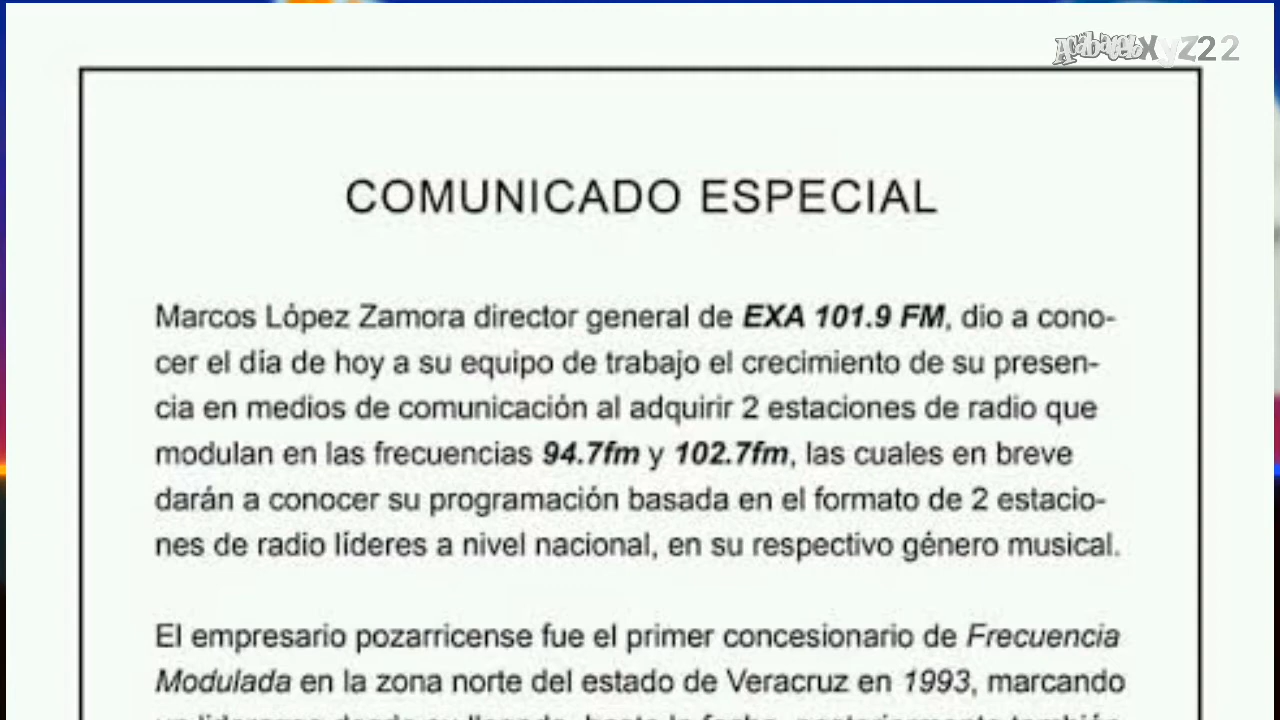 AcabareloXyZ22
COMUNICADO ESPECIAL
Marcos López Zamora director general de EXA 101.9 FM, dio a cono-
cer el día de hoy a su equipo de trabajo el crecimiento de su presen-
cia en medios de comunicación al adquirir 2 estaciones de radio que
modulan en las frecuencias 94.7fm y 102.7fm, las cuales en breve
darán a conocer su programación basada en el formato de 2 estacio-
nes de radio líderes a nivel nacional, en su respectivo género musical.
El empresario pozarricense fue el primer concesionario de Frecuencia
Modulada en la zona norte del estado de Veracruz en 1993, marcando